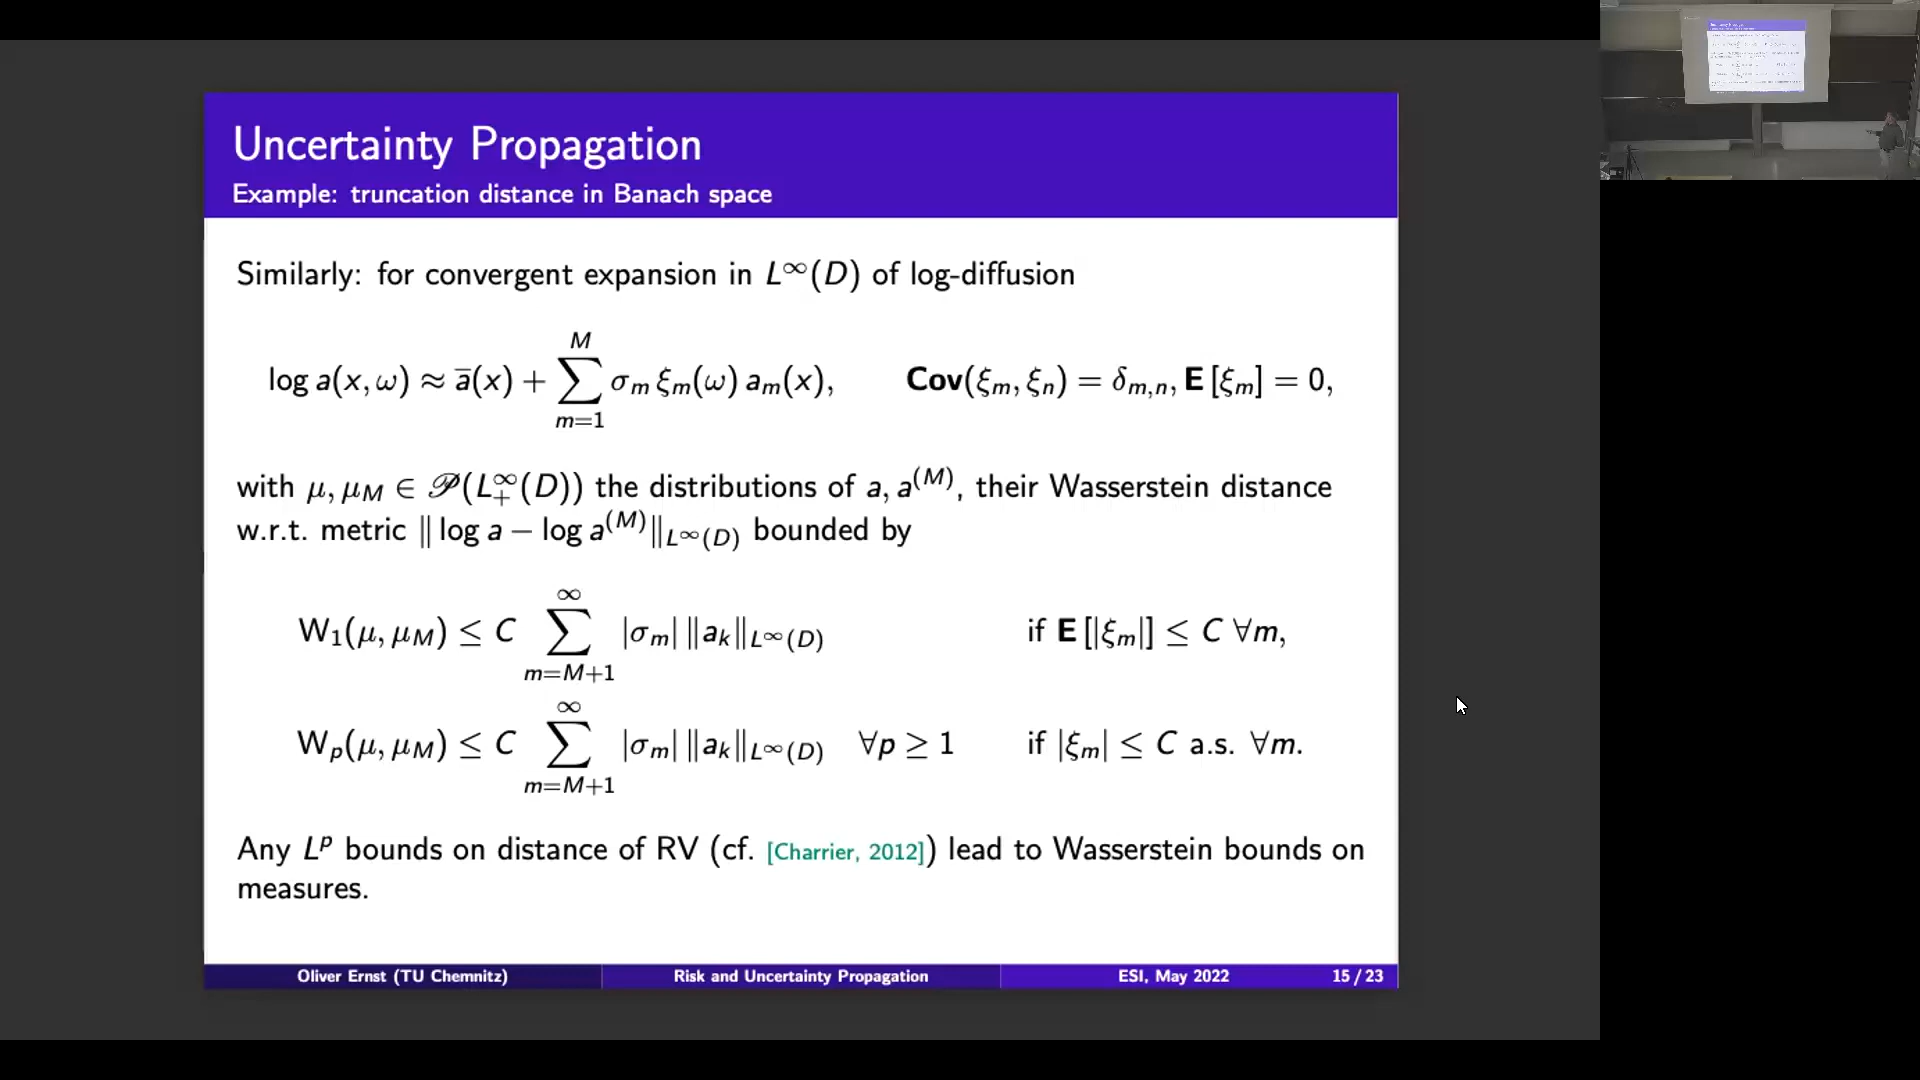 Uncertainty Propagation
Example: truncation distance in Banach space
Similarly: for convergent expansion in L^∞(D) of log-diffusion
log a(x, ω) ≈ a̅(x) + ∑_{m=1}^{M} σ_m ξ_m(ω) a_m(x), Cov(ξ_m, ξ_n) = δ_{m,n}, E [ξ_m] = 0,
with μ, μ_M ∈ 𝒫(L^∞_+(D)) the distributions of a, a^{(M)}, their Wasserstein distance
w.r.t. metric ‖ log a − log a^{(M)}‖_{L^∞(D)} bounded by
W_1(μ, μ_M) ≤ C ∑_{m=M+1}^{∞} |σ_m| ‖a_k‖_{L^∞(D)} if E [|ξ_m|] ≤ C ∀m,
W_p(μ, μ_M) ≤ C ∑_{m=M+1}^{∞} |σ_m| ‖a_k‖_{L^∞(D)} ∀p ≥ 1 if |ξ_m| ≤ C a.s. ∀m.
Any L^p bounds on distance of RV (cf. [Charrier, 2012]) lead to Wasserstein bounds on
measures.
Oliver Ernst (TU Chemnitz) Risk and Uncertainty Propagation ESI, May 2022 15 / 23